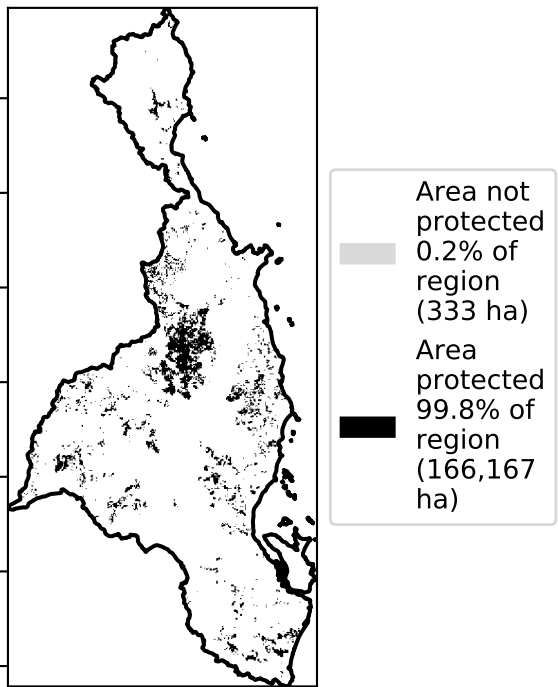 Area not
protected
0.2% of
region
(333 ha)
Area
protected
99.8% of
region
(166,167
ha)